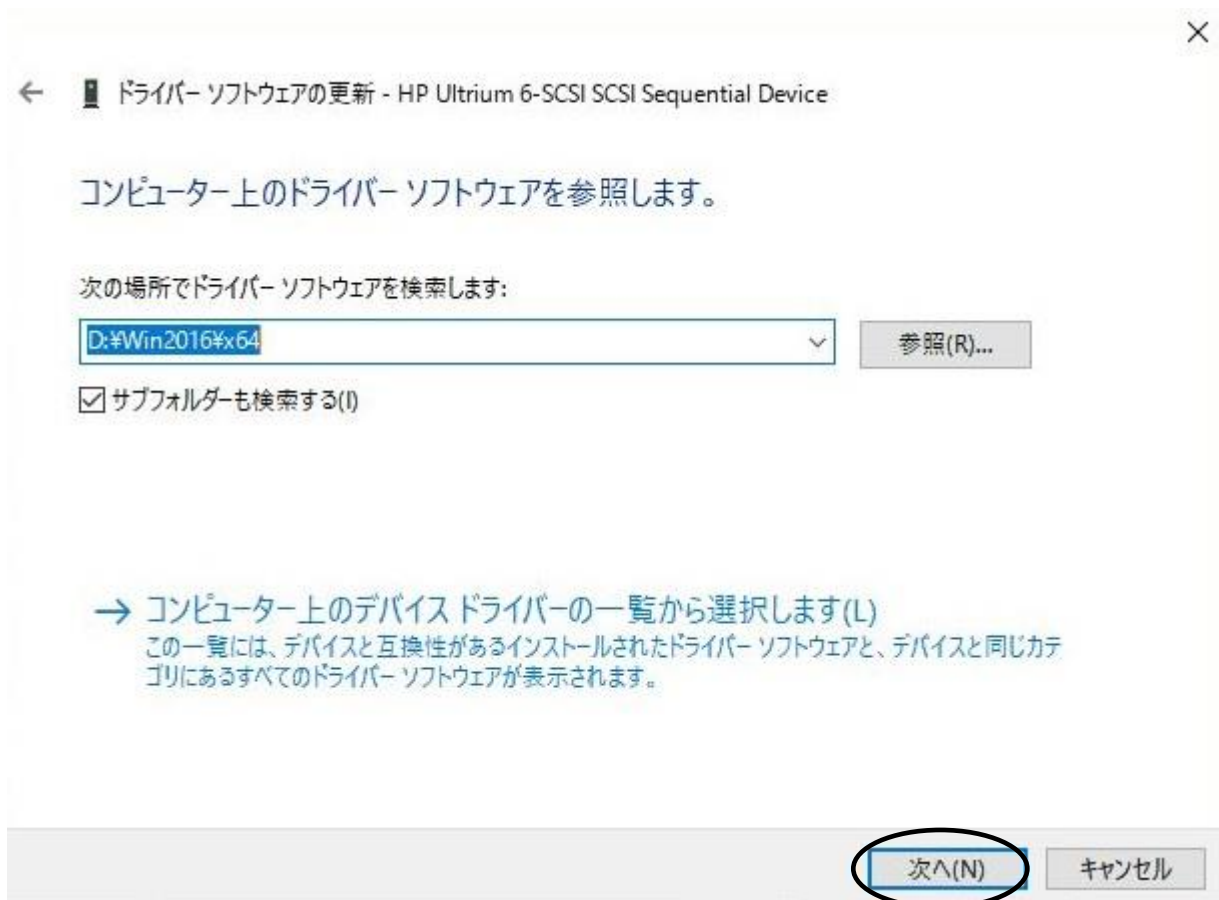 ドライバー ソフトウェアの更新 - HP Ultrium 6-SCSI SCSI Sequential Device
コンピューター上のドライバー ソフトウェアを参照します。
次の場所でドライバー ソフトウェアを検索します:
D:¥Win2016¥x64
参照(R)...
サブフォルダーも検索する(I)
→ コンピューター上のデバイス ドライバーの一覧から選択します(L)
この一覧には、デバイスと互換性があるインストールされたドライバー ソフトウェアと、デバイスと同じカテ
ゴリにあるすべてのドライバー ソフトウェアが表示されます。
次へ(N)
キャンセル